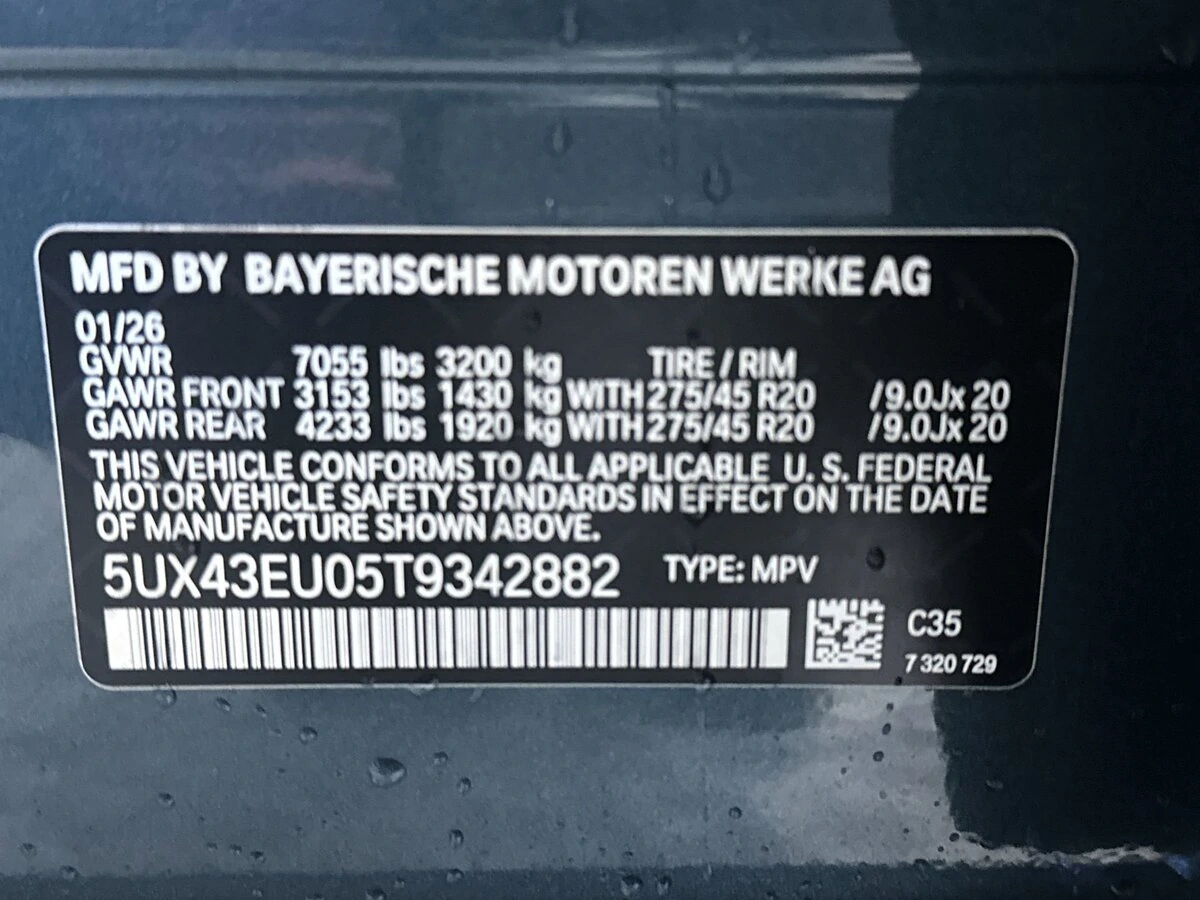 MFD BY BAYERISCHE MOTOREN WERKE AG
01/26
GVWR 7055 lbs 3200 kg TIRE / RIM
GAWR FRONT 3153 lbs 1430 kg WITH 275/45 R20 /9.0Jx 20
GAWR REAR 4233 lbs 1920 kg WITH 275/45 R20 /9.0Jx 20
THIS VEHICLE CONFORMS TO ALL APPLICABLE U. S. FEDERAL
MOTOR VEHICLE SAFETY STANDARDS IN EFFECT ON THE DATE
OF MANUFACTURE SHOWN ABOVE.
5UX43EU05T9342882 TYPE: MPV
C35
7 320 729